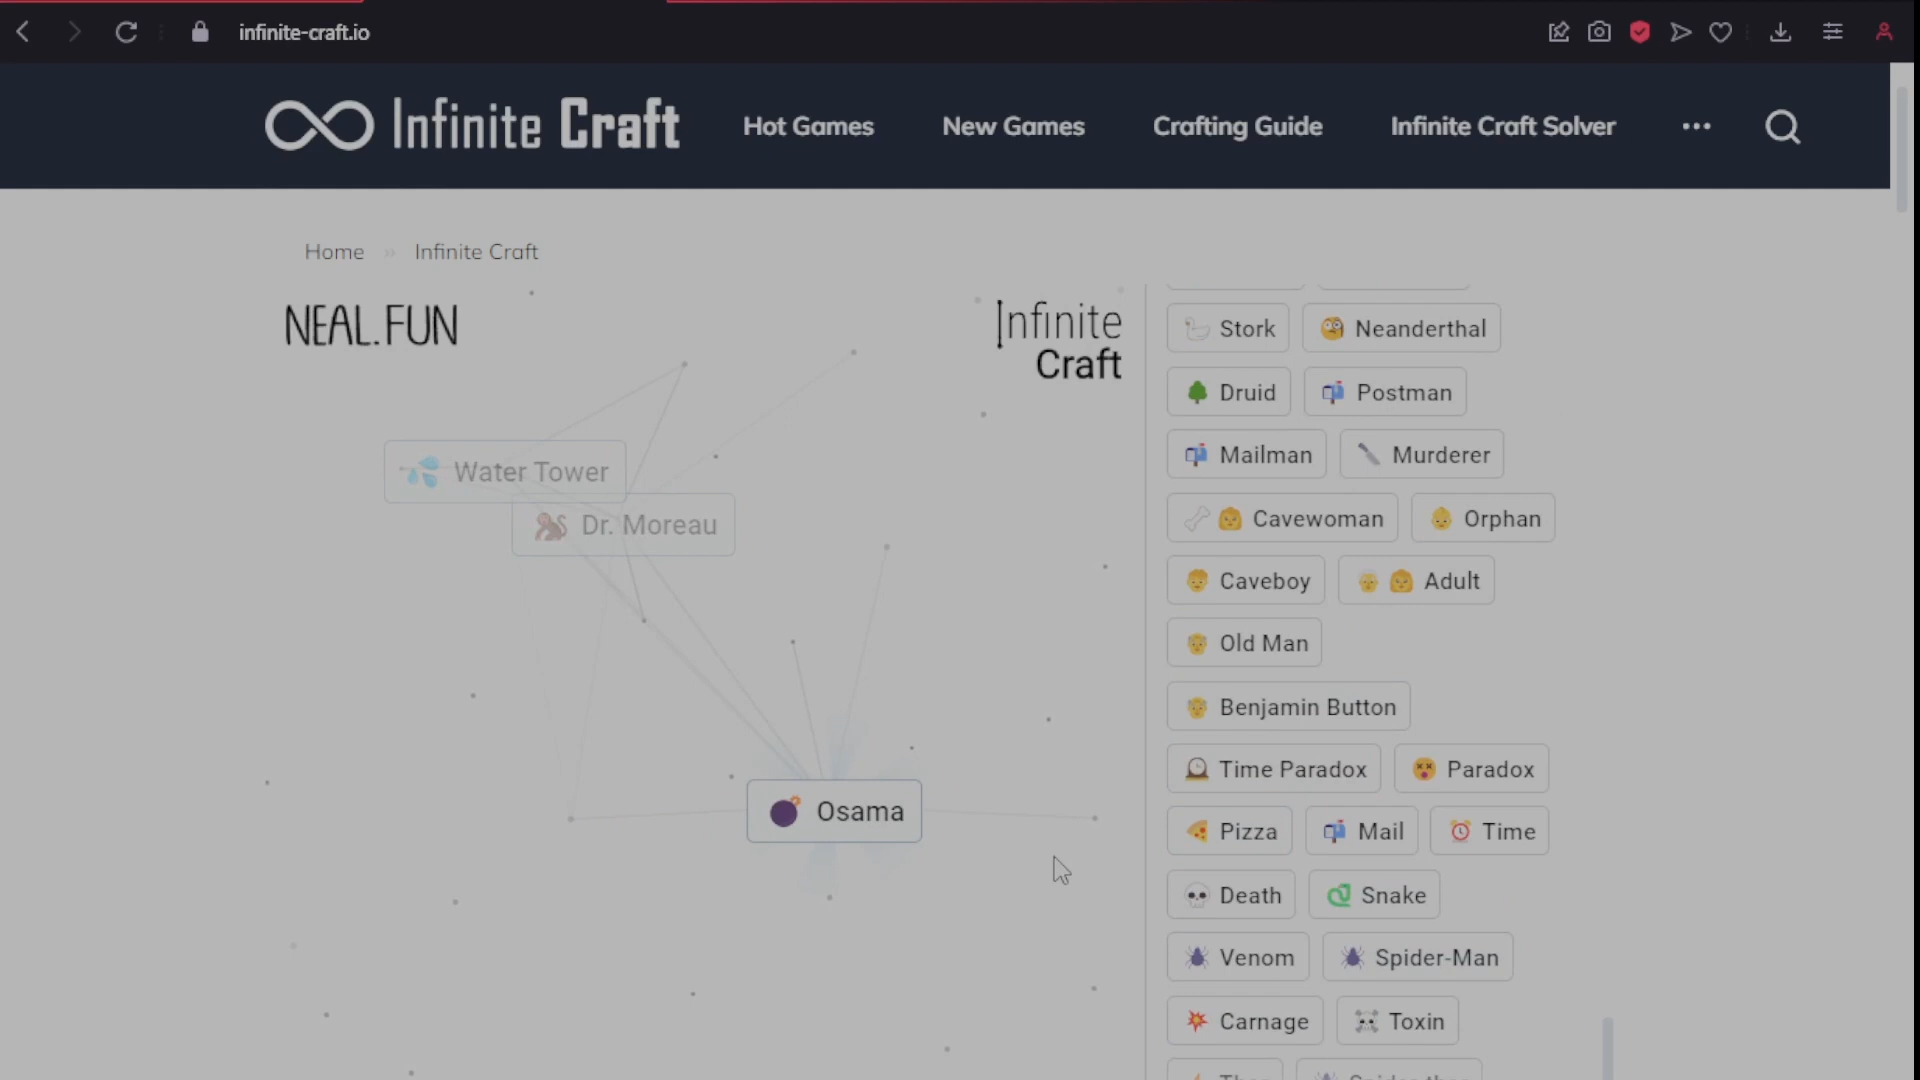 infinite-craft.io
Infinite Craft
Hot Games
New Games
Crafting Guide
Infinite Craft Solver
Home » Infinite Craft
NEAL.FUN
Infinite
Craft
Water Tower
Dr. Moreau
Osama
Stork Neanderthal
Druid Postman
Mailman Murderer
Cavewoman Orphan
Caveboy Adult
Old Man
Benjamin Button
Time Paradox Paradox
Pizza Mail Time
Death Snake
Venom Spider-Man
Carnage Toxin